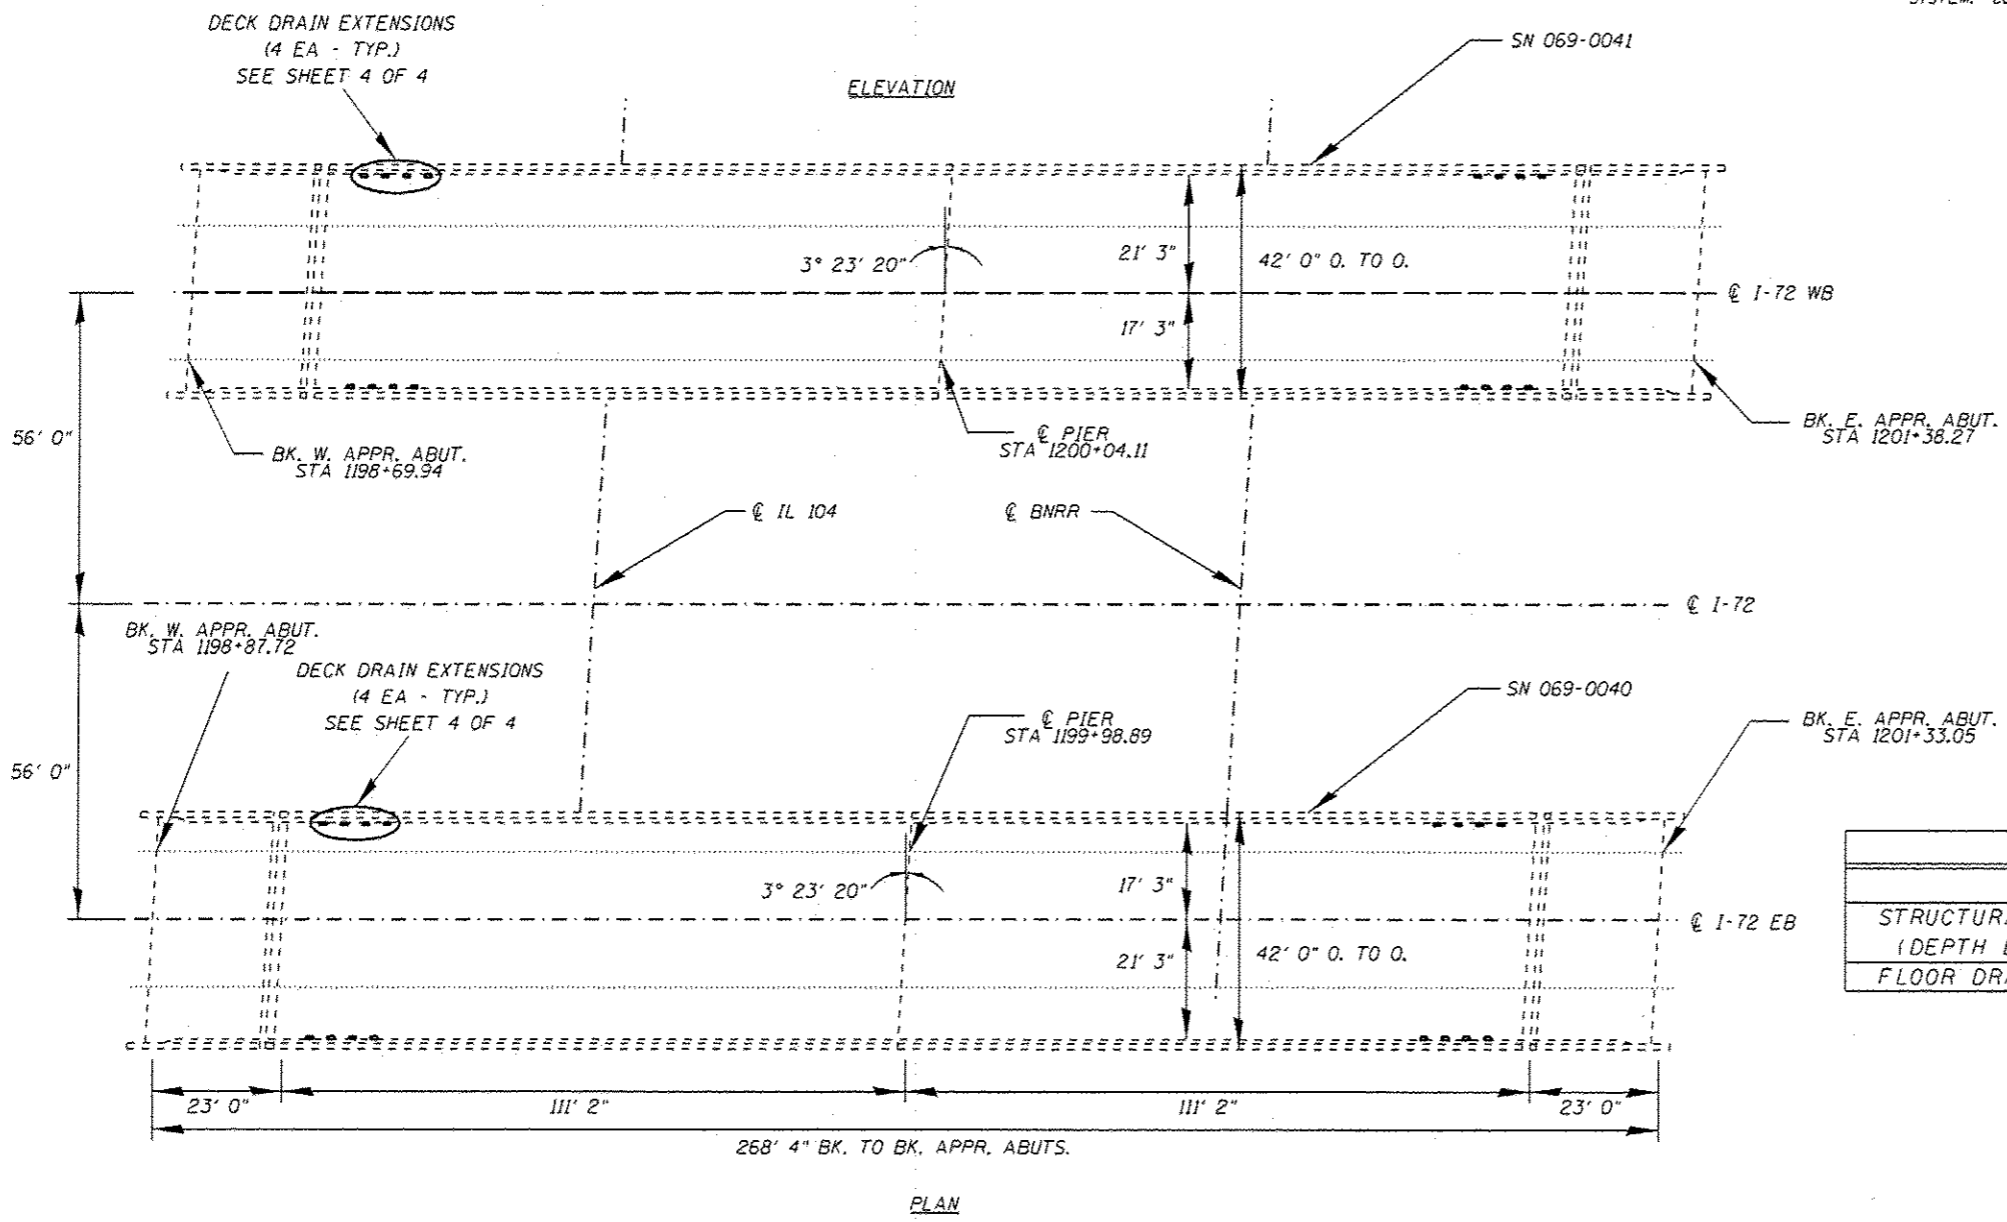 DECK DRAIN EXTENSIONS
(4 EA - TYP.)
SEE SHEET 4 OF 4
ELEVATION
SN 069-0041
3° 23' 20"
21' 3"
42' 0" O. TO O.
17' 3"
℄ I-72 WB
56' 0"
BK. W. APPR. ABUT.
STA 1198+69.94
℄ PIER
STA 1200+04.11
BK. E. APPR. ABUT.
STA 1201+38.27
℄ IL 104
℄ BNRR
℄ I-72
BK. W. APPR. ABUT.
STA 1198+87.72
DECK DRAIN EXTENSIONS
(4 EA - TYP.)
SEE SHEET 4 OF 4
℄ PIER
STA 1199+98.89
SN 069-0040
BK. E. APPR. ABUT.
STA 1201+33.05
56' 0"
3° 23' 20"
17' 3"
21' 3"
42' 0" O. TO O.
℄ I-72 EB
STRUCTURA
(DEPTH
FLOOR DRA
23' 0"
111' 2"
111' 2"
23' 0"
268' 4" BK. TO BK. APPR. ABUTS.
PLAN